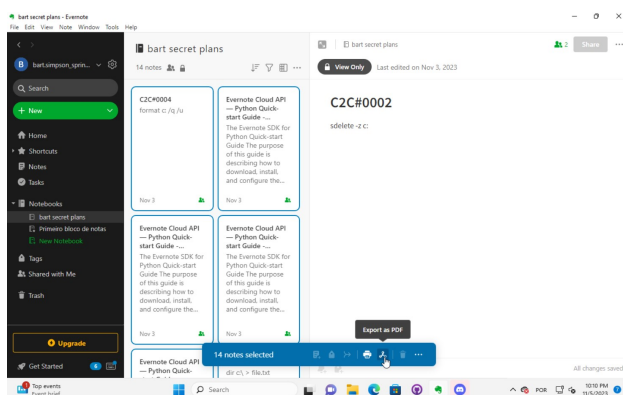 bart secret plans - Evernote
File Edit View Note Window Tools Help
B bart.simpson_sprin...
Search
+ New
Home
Shortcuts
Notes
Tasks
Notebooks
bart secret plans
Primeiro bloco de notas
New Notebook
Tags
Shared with Me
Trash
Upgrade
Get Started 6
bart secret plans
14 notes
C2C#0004
format c: /q /u
Nov 3
Evernote Cloud API
— Python Quick-
start Guide -...
The Evernote SDK for
Python Quick-start
Guide The purpose
of this guide is
describing how to
download, install,
and configure the...
Nov 3
Evernote Cloud API
— Python Quick-
start Guide -...
The Evernote SDK for
Python Quick-start
Guide The purpose
of this guide is
describing how to
download, install,
and configure the...
Nov 3
Evernote Cloud API
— Python Quick-
start Guide -...
The Evernote SDK for
Python Quick-start
Guide The purpose
of this guide is
describing how to
download, install,
and configure the...
Nov 3
Evernote Cloud API
— Python Quick-
dir c:\ > file.txt
bart secret plans
2 Share
View Only Last edited on Nov 3, 2023
C2C#0002
sdelete -z c:
Export as PDF
14 notes selected
All changes saved
1 Top events
Event brief
Search
POR
10:10 PM
11/5/2023